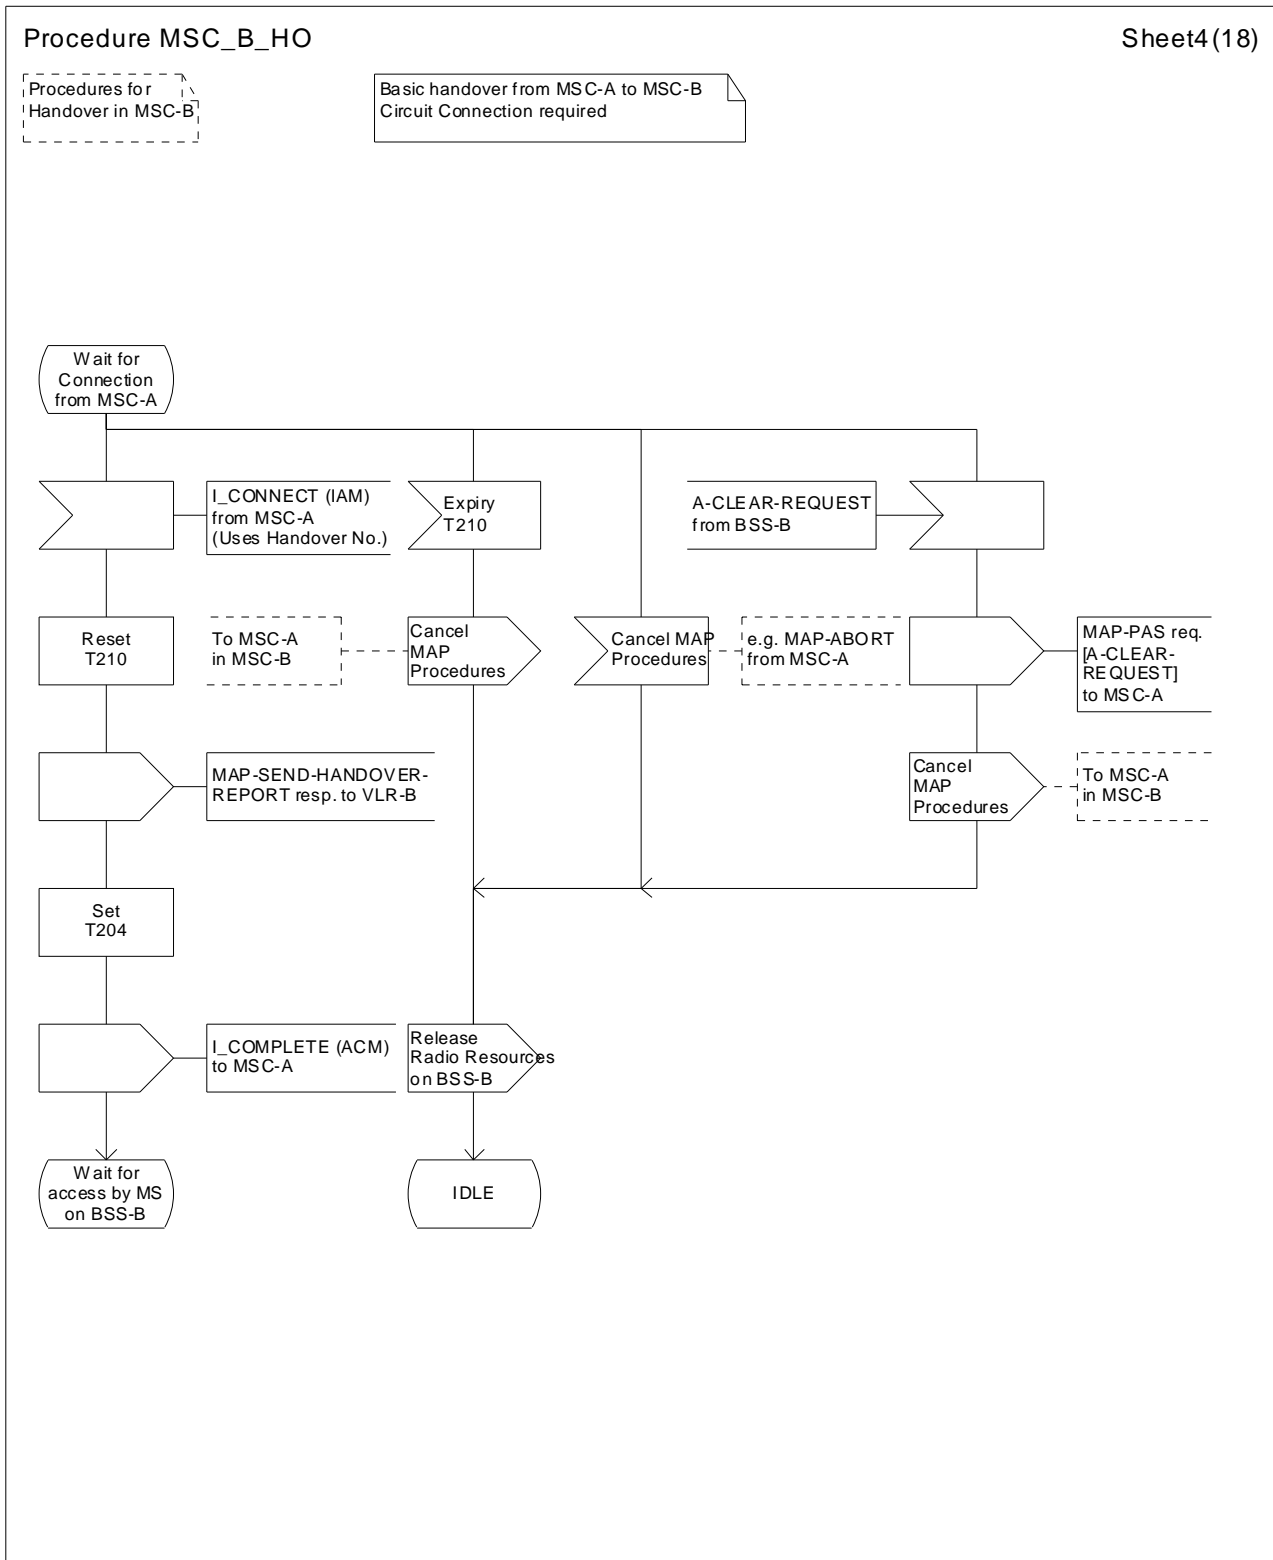 Procedure MSC_B_HO
Sheet4(18)
Procedures for
Handover in MSC-B
Basic handover from MSC-A to MSC-B
Circuit Connection required
Wait for
Connection
from MSC-A
I_CONNECT (IAM)
from MSC-A
(Uses Handover No.)
Expiry
T210
A-CLEAR-REQUEST
from BSS-B
Reset
T210
To MSC-A
in MSC-B
Cancel
MAP
Procedures
Cancel MAP
Procedures
e.g. MAP-ABORT
from MSC-A
MAP-PAS req.
[A-CLEAR-
REQUEST]
to MSC-A
MAP-SEND-HANDOVER-
REPORT resp. to VLR-B
Cancel
MAP
Procedures
To MSC-A
in MSC-B
Set
T204
I_COMPLETE (ACM)
to MSC-A
Release
Radio Resources
on BSS-B
Wait for
access by MS
on BSS-B
IDLE